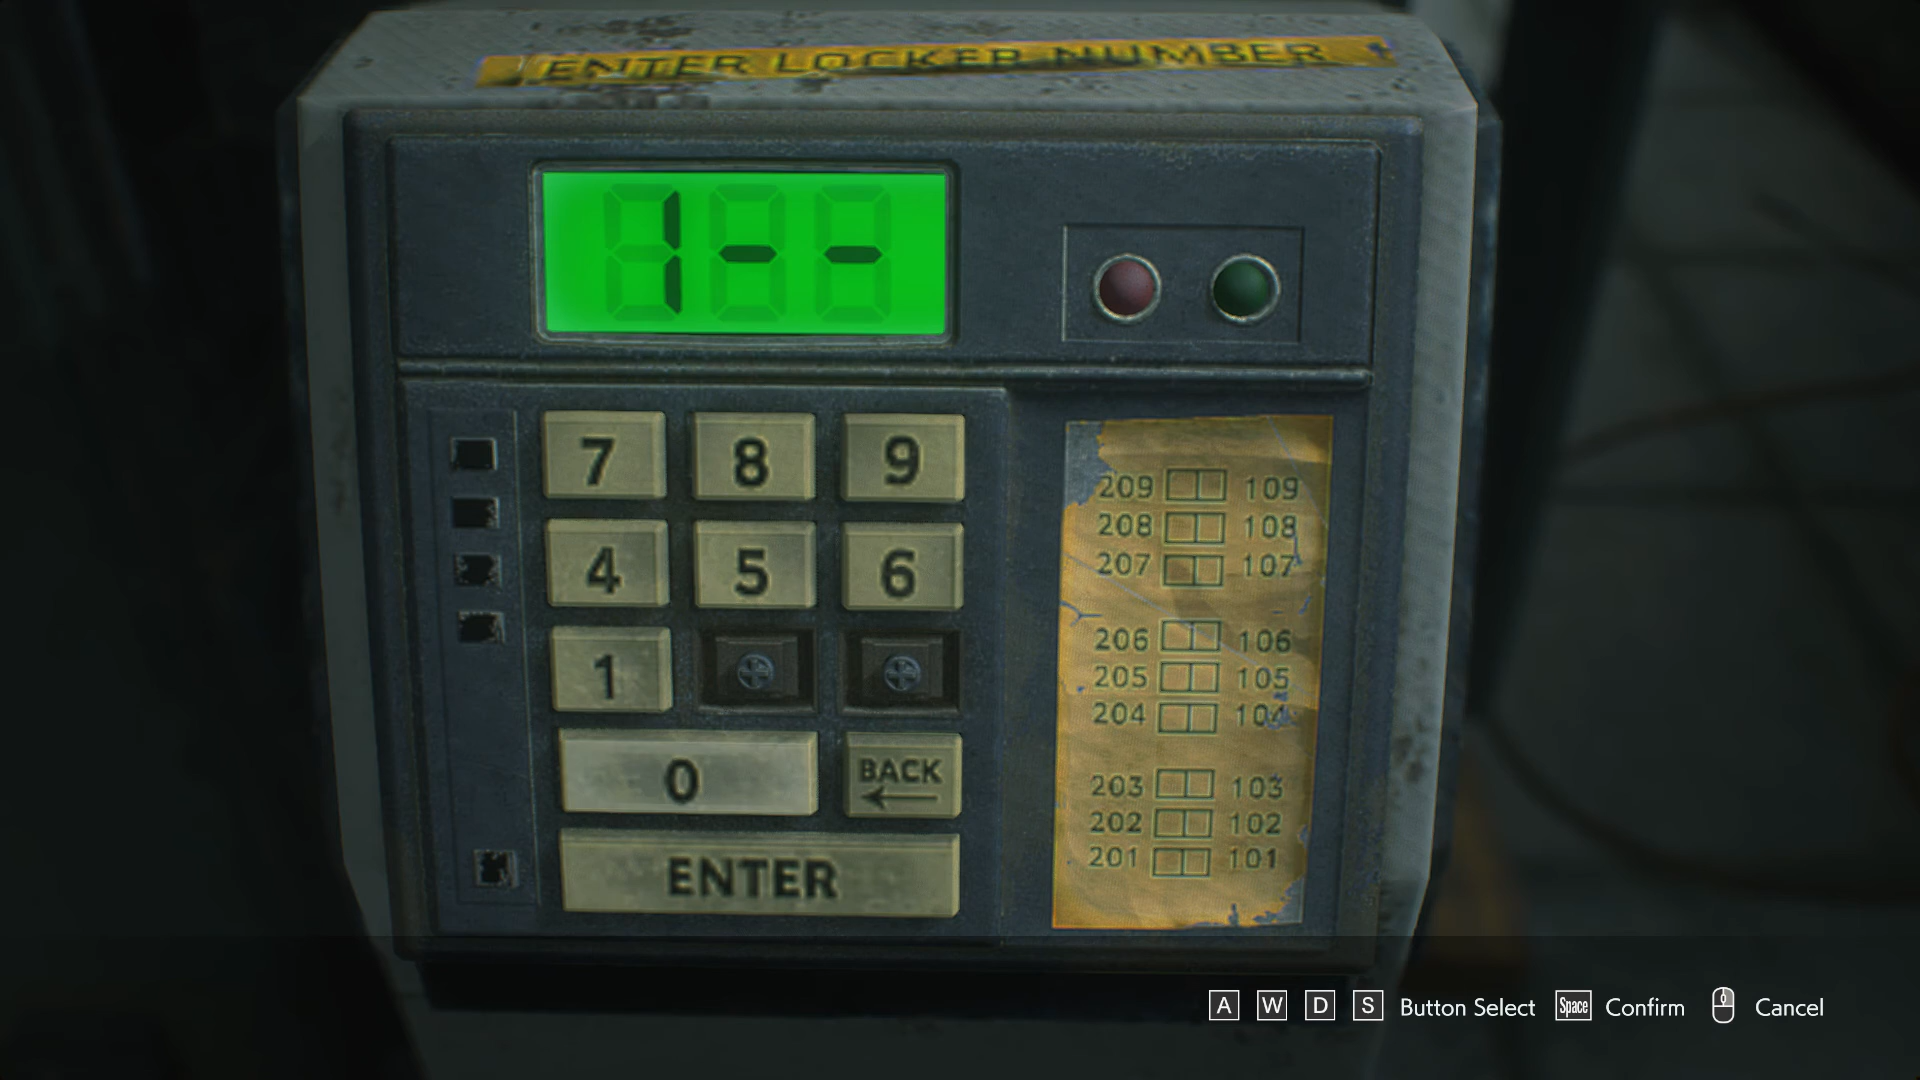 ENTER LOCKER NUMBER
1--
7 8 9
4 5 6
1
0 BACK
ENTER
209 109
208 108
207 107
206 106
205 105
204 104
203 103
202 102
201 101
A W D S Button Select Space Confirm Cancel